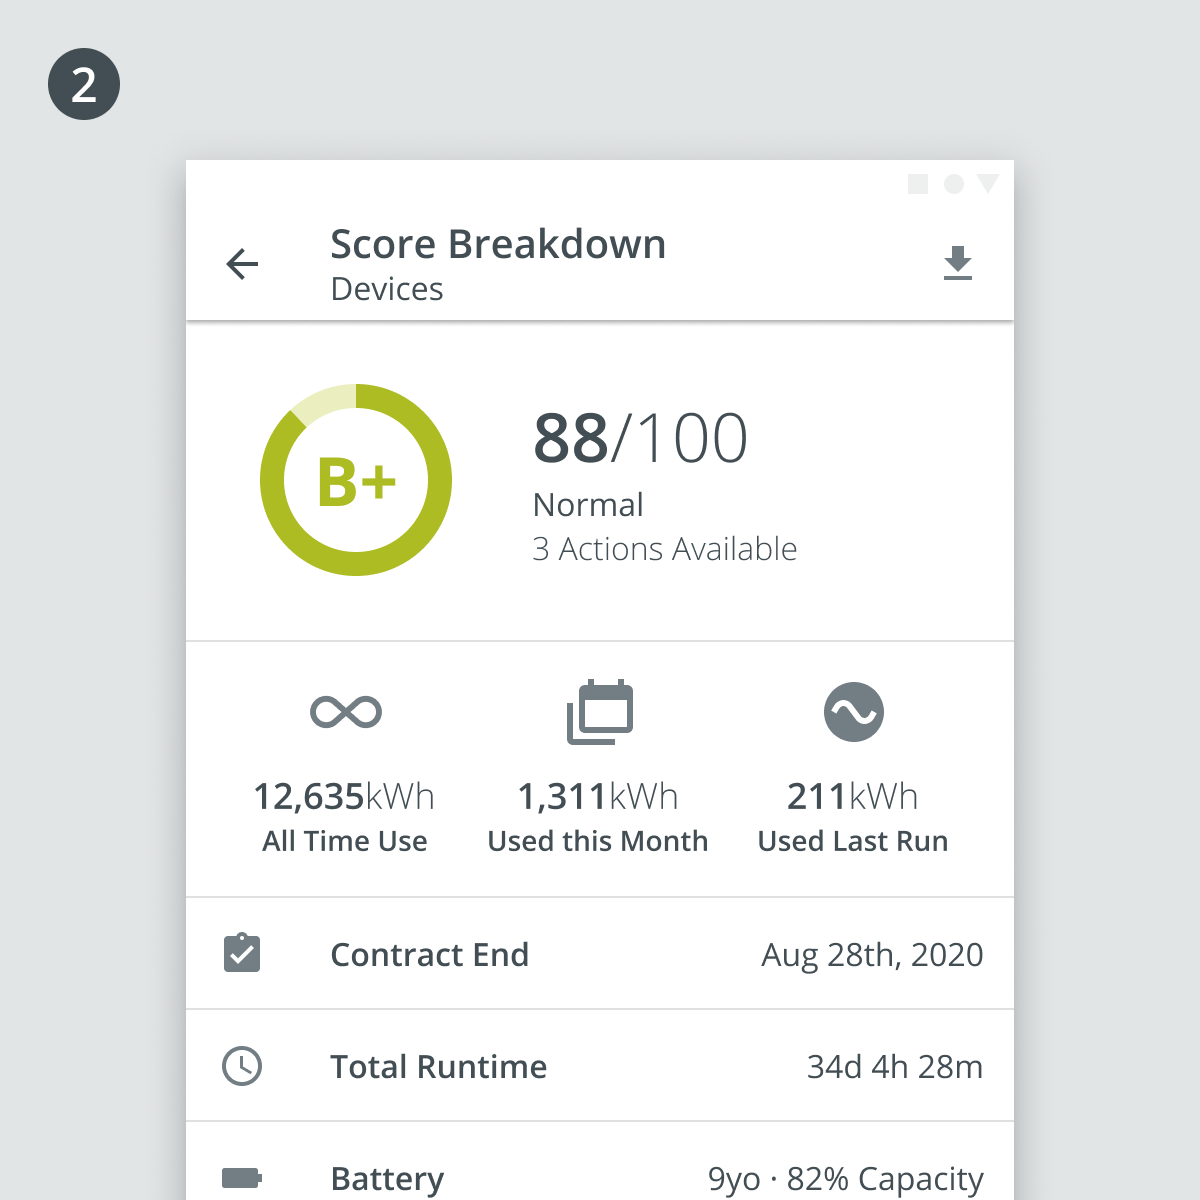 2
Score Breakdown
Devices
B+
88/100
Normal
3 Actions Available
12,635kWh
All Time Use
1,311kWh
Used this Month
211kWh
Used Last Run
Contract End
Aug 28th, 2020
Total Runtime
34d 4h 28m
Battery
9yo · 82% Capacity